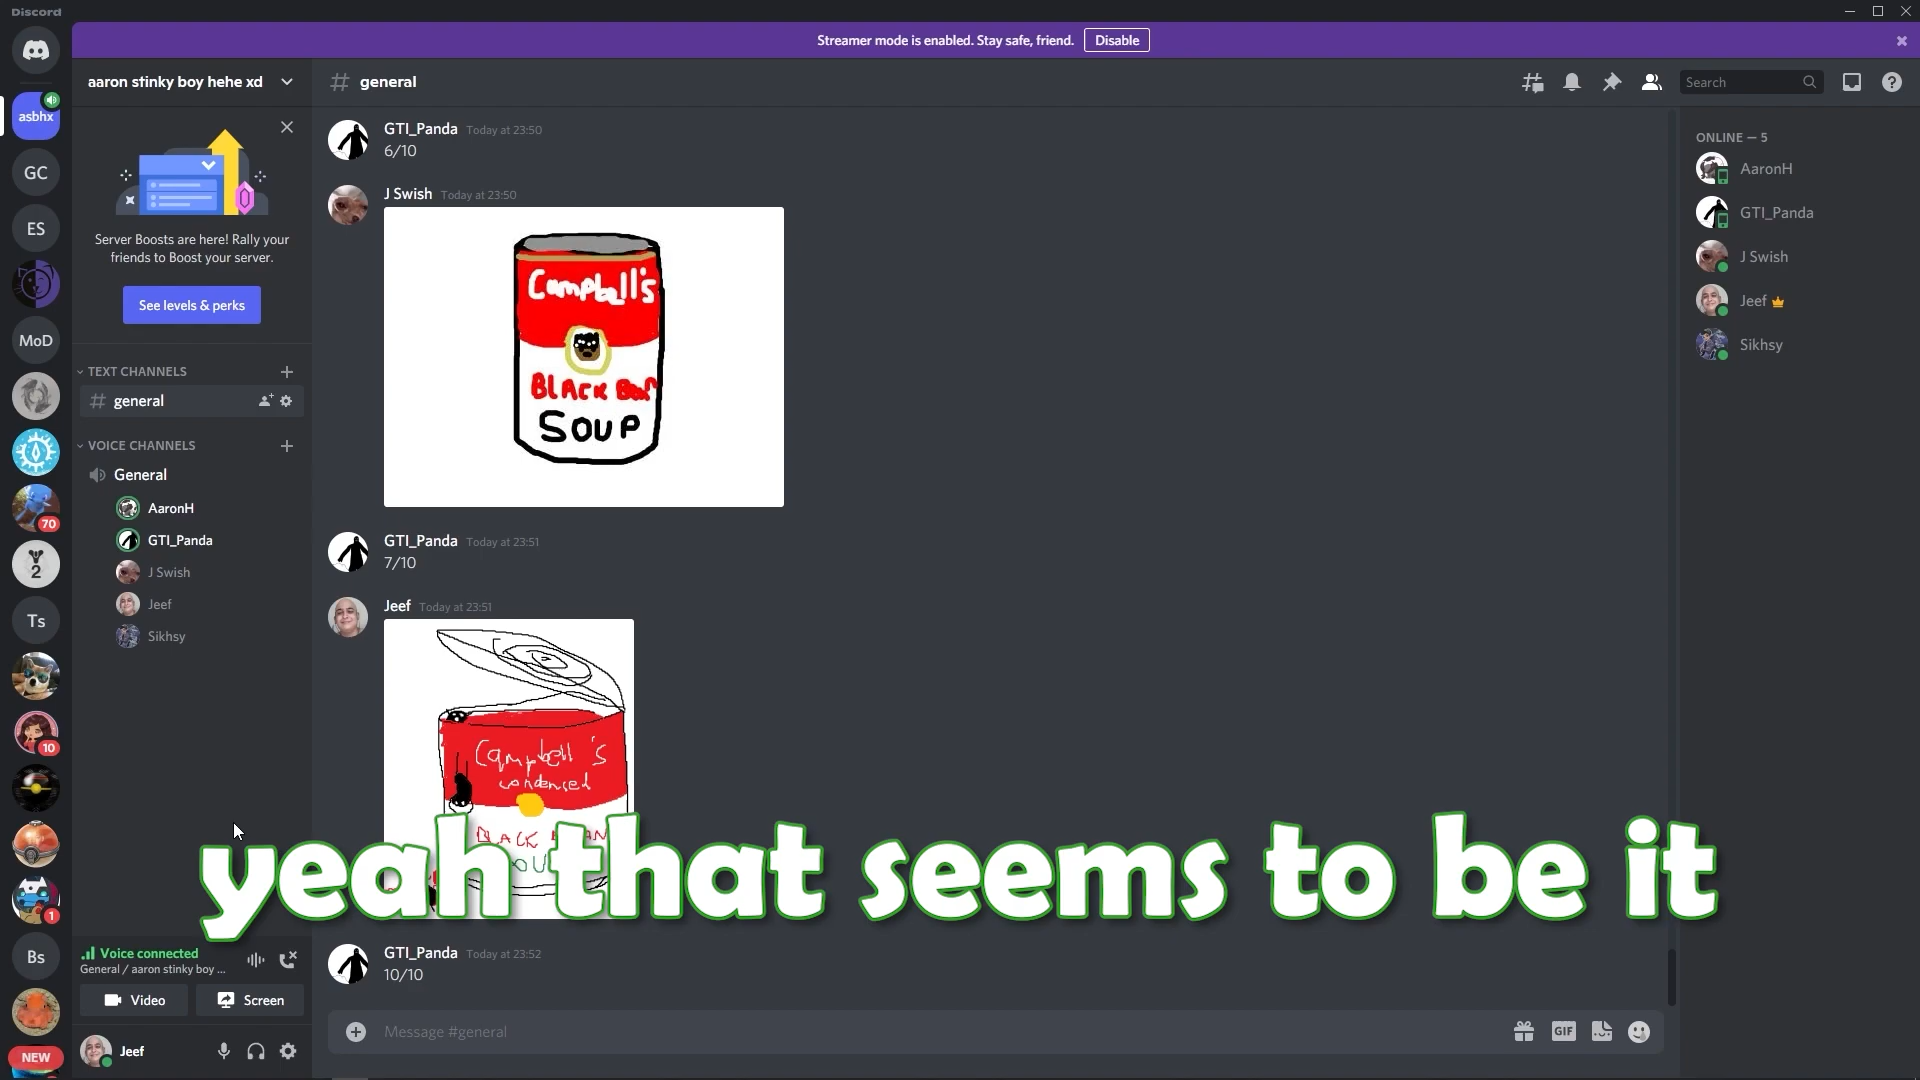 Discord
Streamer mode is enabled. Stay safe, friend.
Disable
aaron stinky boy hehe xd
general
Search
asbhx
GC
ES
MoD
70
2
Ts
10
1
Bs
NEW
Server Boosts are here! Rally your
friends to Boost your server.
See levels & perks
TEXT CHANNELS
general
VOICE CHANNELS
General
AaronH
GTI_Panda
J Swish
Jeef
Sikhsy
Voice connected
General / aaron stinky boy ...
Video
Screen
Jeef
GTI_Panda Today at 23:50
6/10
J Swish Today at 23:50
Campbell's
BLACK
SOUP
GTI_Panda Today at 23:51
7/10
Jeef Today at 23:51
Campbell's
condensed
yeah that seems to be it
GTI_Panda Today at 23:52
10/10
Message #general
GIF
ONLINE — 5
AaronH
GTI_Panda
J Swish
Jeef
Sikhsy